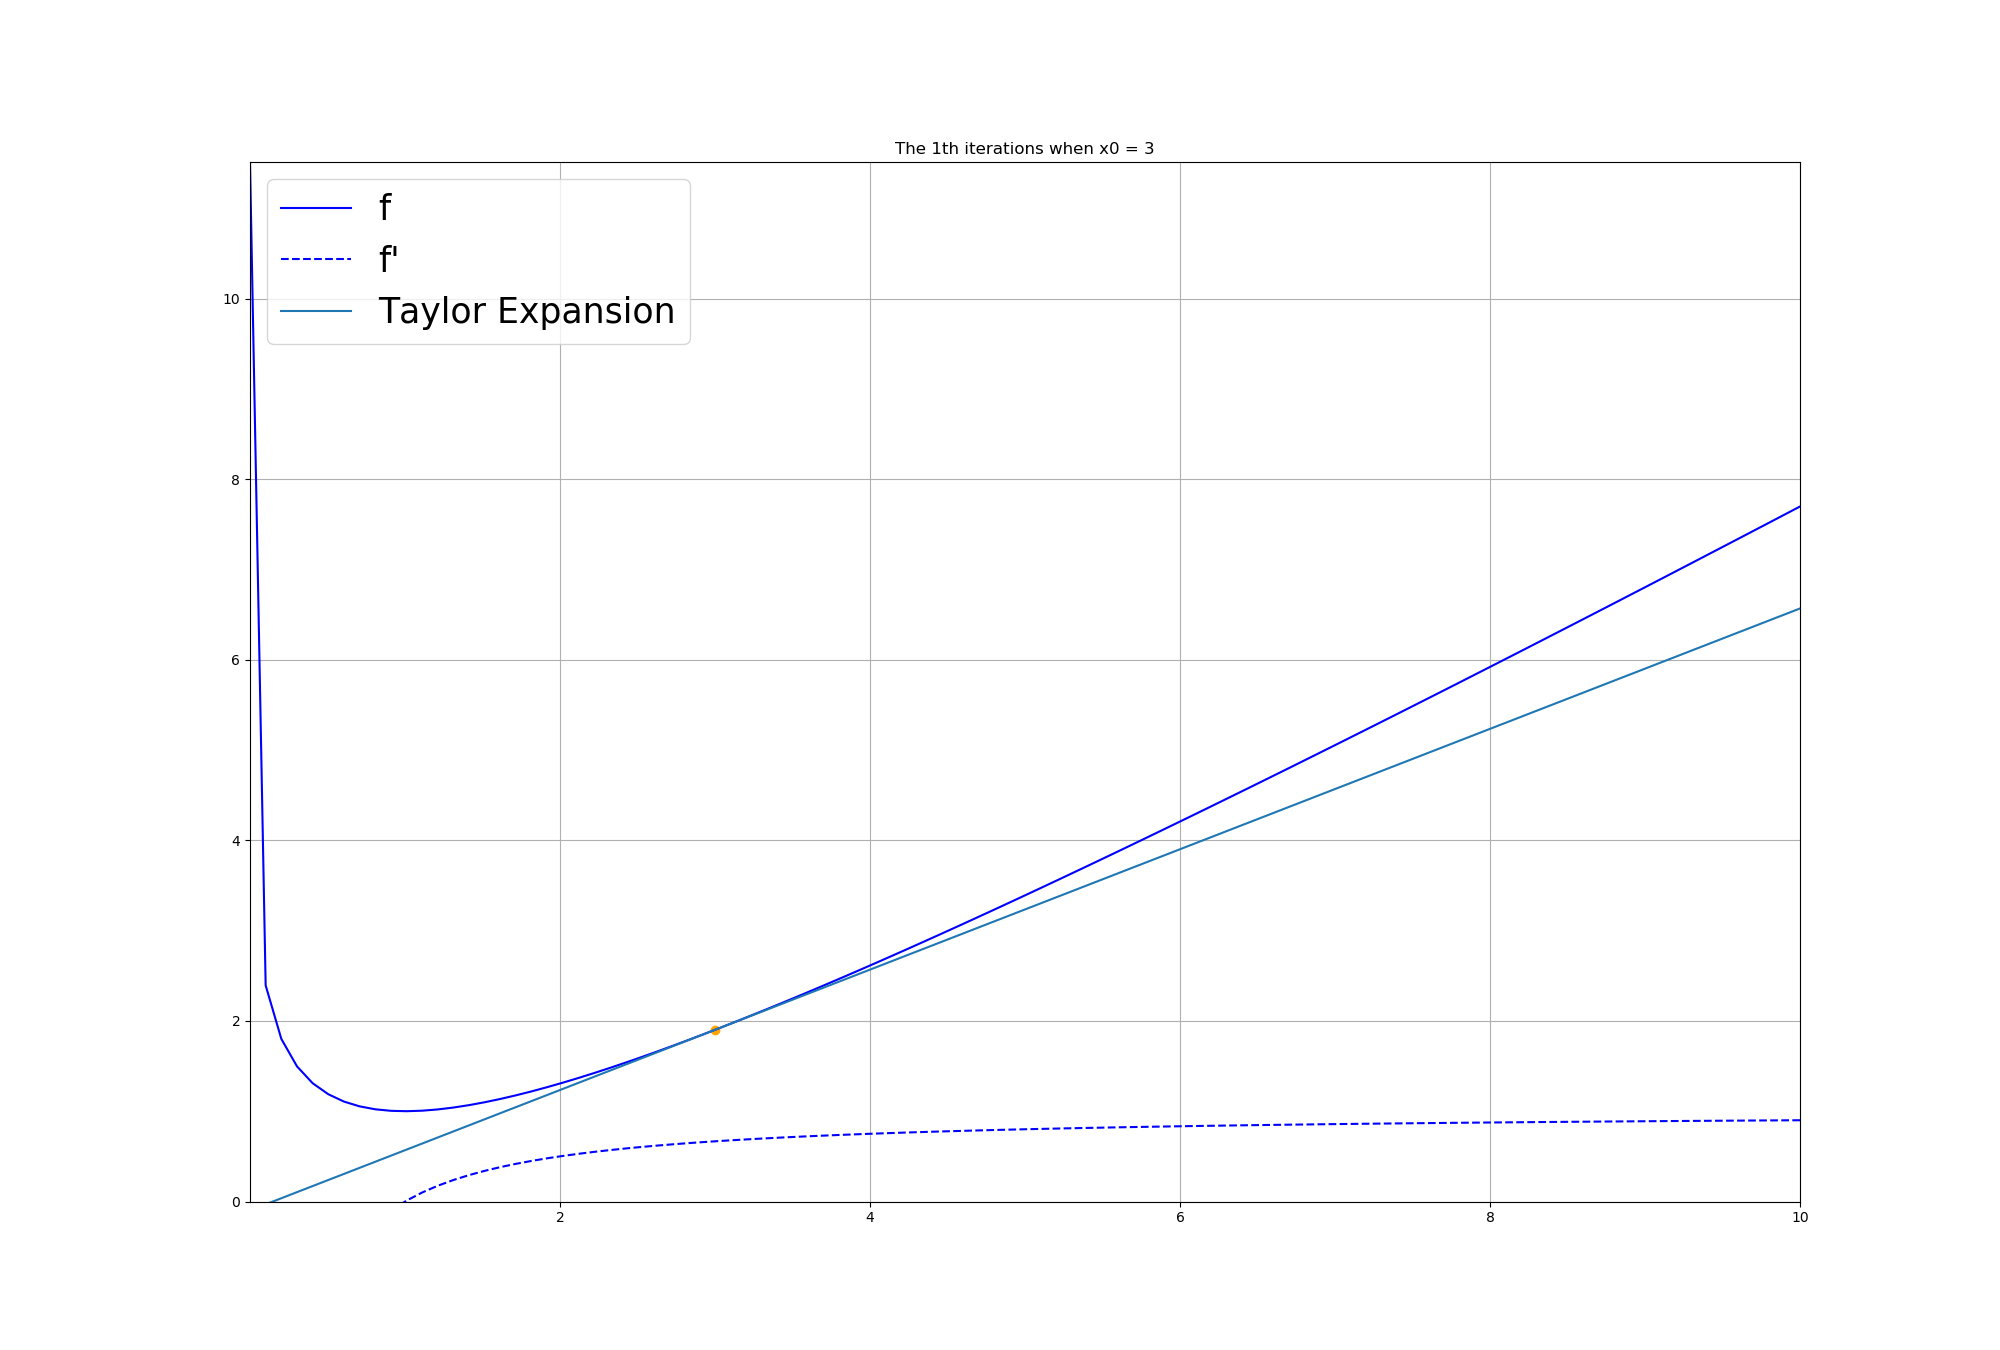 The 1th iterations when x0 = 3
f
f'
Taylor Expansion
10
8
6
4
2
0
2
4
6
8
10